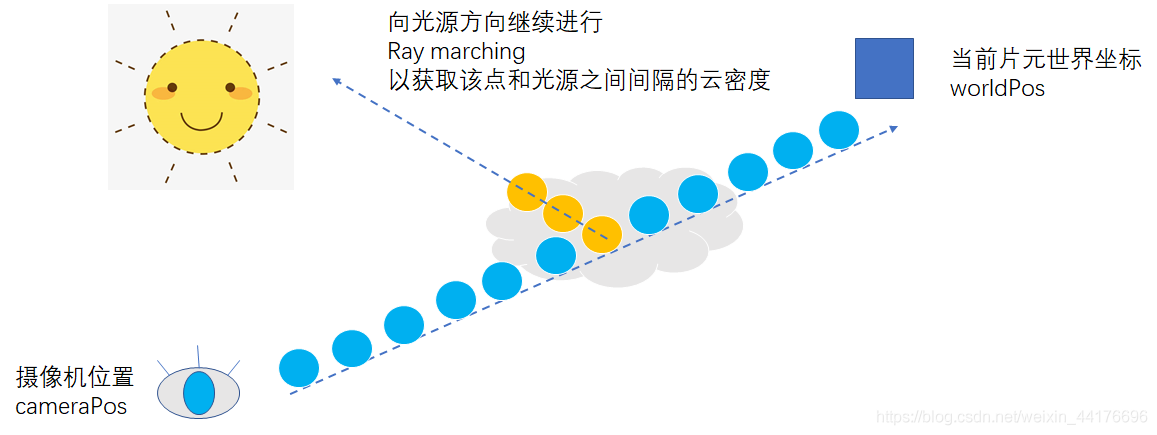 向光源方向继续进行
Ray marching
以获取该点和光源之间间隔的云密度
当前片元世界坐标
worldPos
摄像机位置
cameraPos
https://blog.csdn.net/weixin_44176696